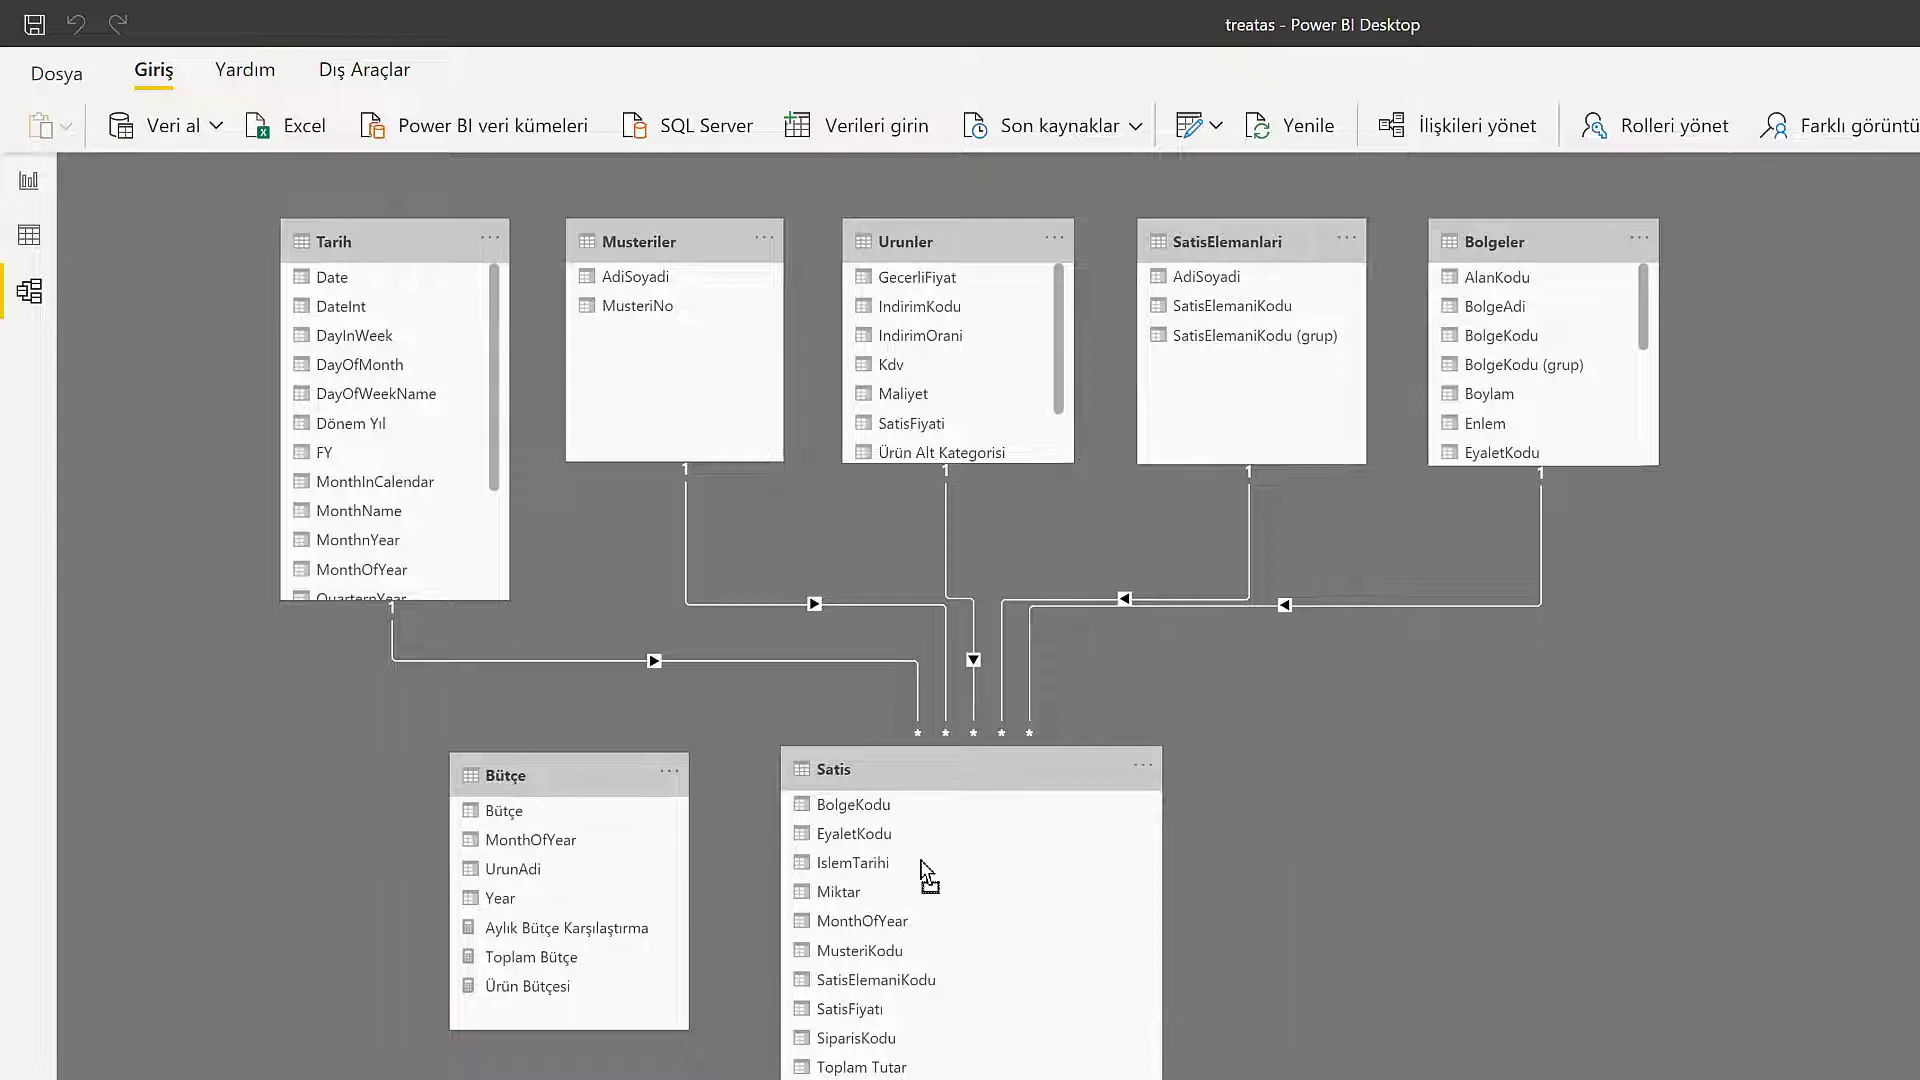 treatas - Power BI Desktop
Dosya Giriş Yardım Dış Araçlar
Veri al Excel Power BI veri kümeleri SQL Server Verileri girin Son kaynaklar Yenile İlişkileri yönet Rolleri yönet Farklı görüntü
Tarih
Date
DateInt
DayInWeek
DayOfMonth
DayOfWeekName
Dönem Yıl
FY
MonthInCalendar
MonthName
MonthnYear
MonthOfYear
QuarternYear
1
Musteriler
AdiSoyadi
MusteriNo
1
Urunler
GecerliFiyat
IndirimKodu
IndirimOrani
Kdv
Maliyet
SatisFiyati
Ürün Alt Kategorisi
1
SatisElemanlari
AdiSoyadi
SatisElemaniKodu
SatisElemaniKodu (grup)
1
Bolgeler
AlanKodu
BolgeAdi
BolgeKodu
BolgeKodu (grup)
Boylam
Enlem
EyaletKodu
1
* * * * *
Bütçe
Bütçe
MonthOfYear
UrunAdi
Year
Aylık Bütçe Karşılaştırma
Toplam Bütçe
Ürün Bütçesi
Satis
BolgeKodu
EyaletKodu
IslemTarihi
Miktar
MonthOfYear
MusteriKodu
SatisElemaniKodu
SatisFiyatı
SiparisKodu
Toplam Tutar